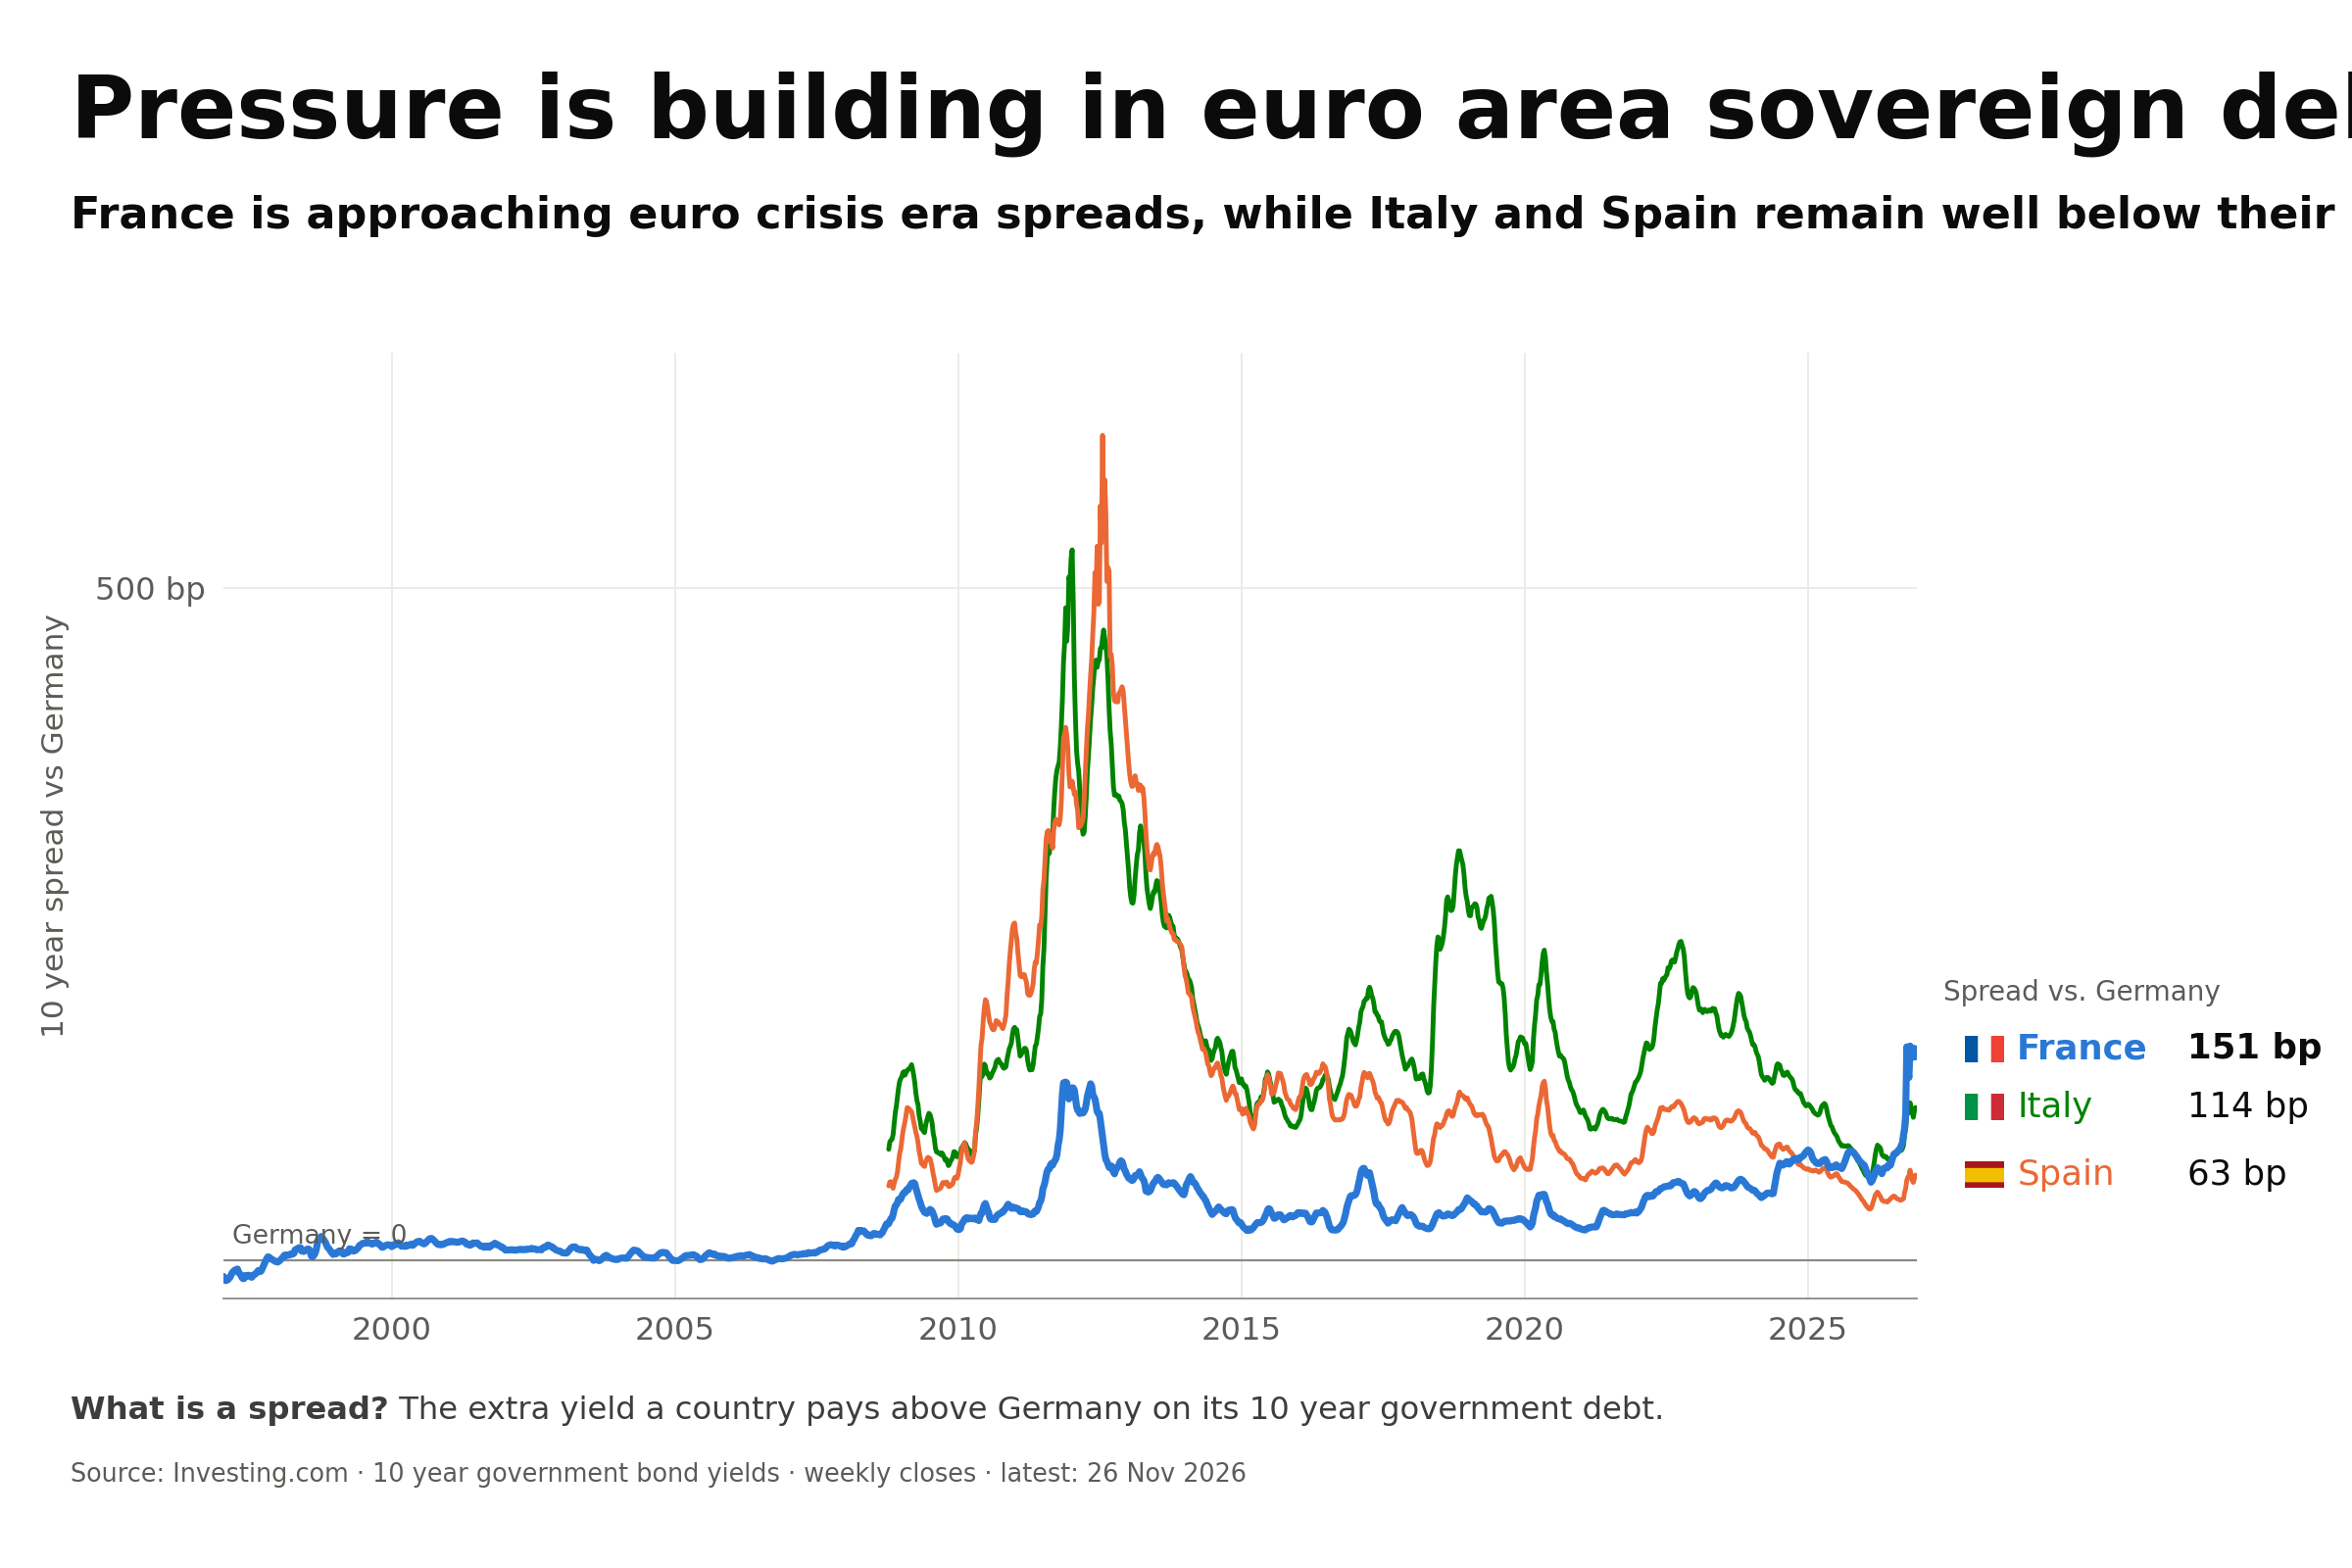 Pressure is building in euro area sovereign
France is approaching euro crisis era spreads, while Italy and Spain remain well below their
10 year spread vs Germany
500 bp
Germany = 0
2000 2005 2010 2015 2020 2025
Spread vs. Germany
France 151 bp
Italy 114 bp
Spain 63 bp
What is a spread? The extra yield a country pays above Germany on its 10 year government debt.
Source: Investing.com · 10 year government bond yields · weekly closes · latest: 26 Nov 2026